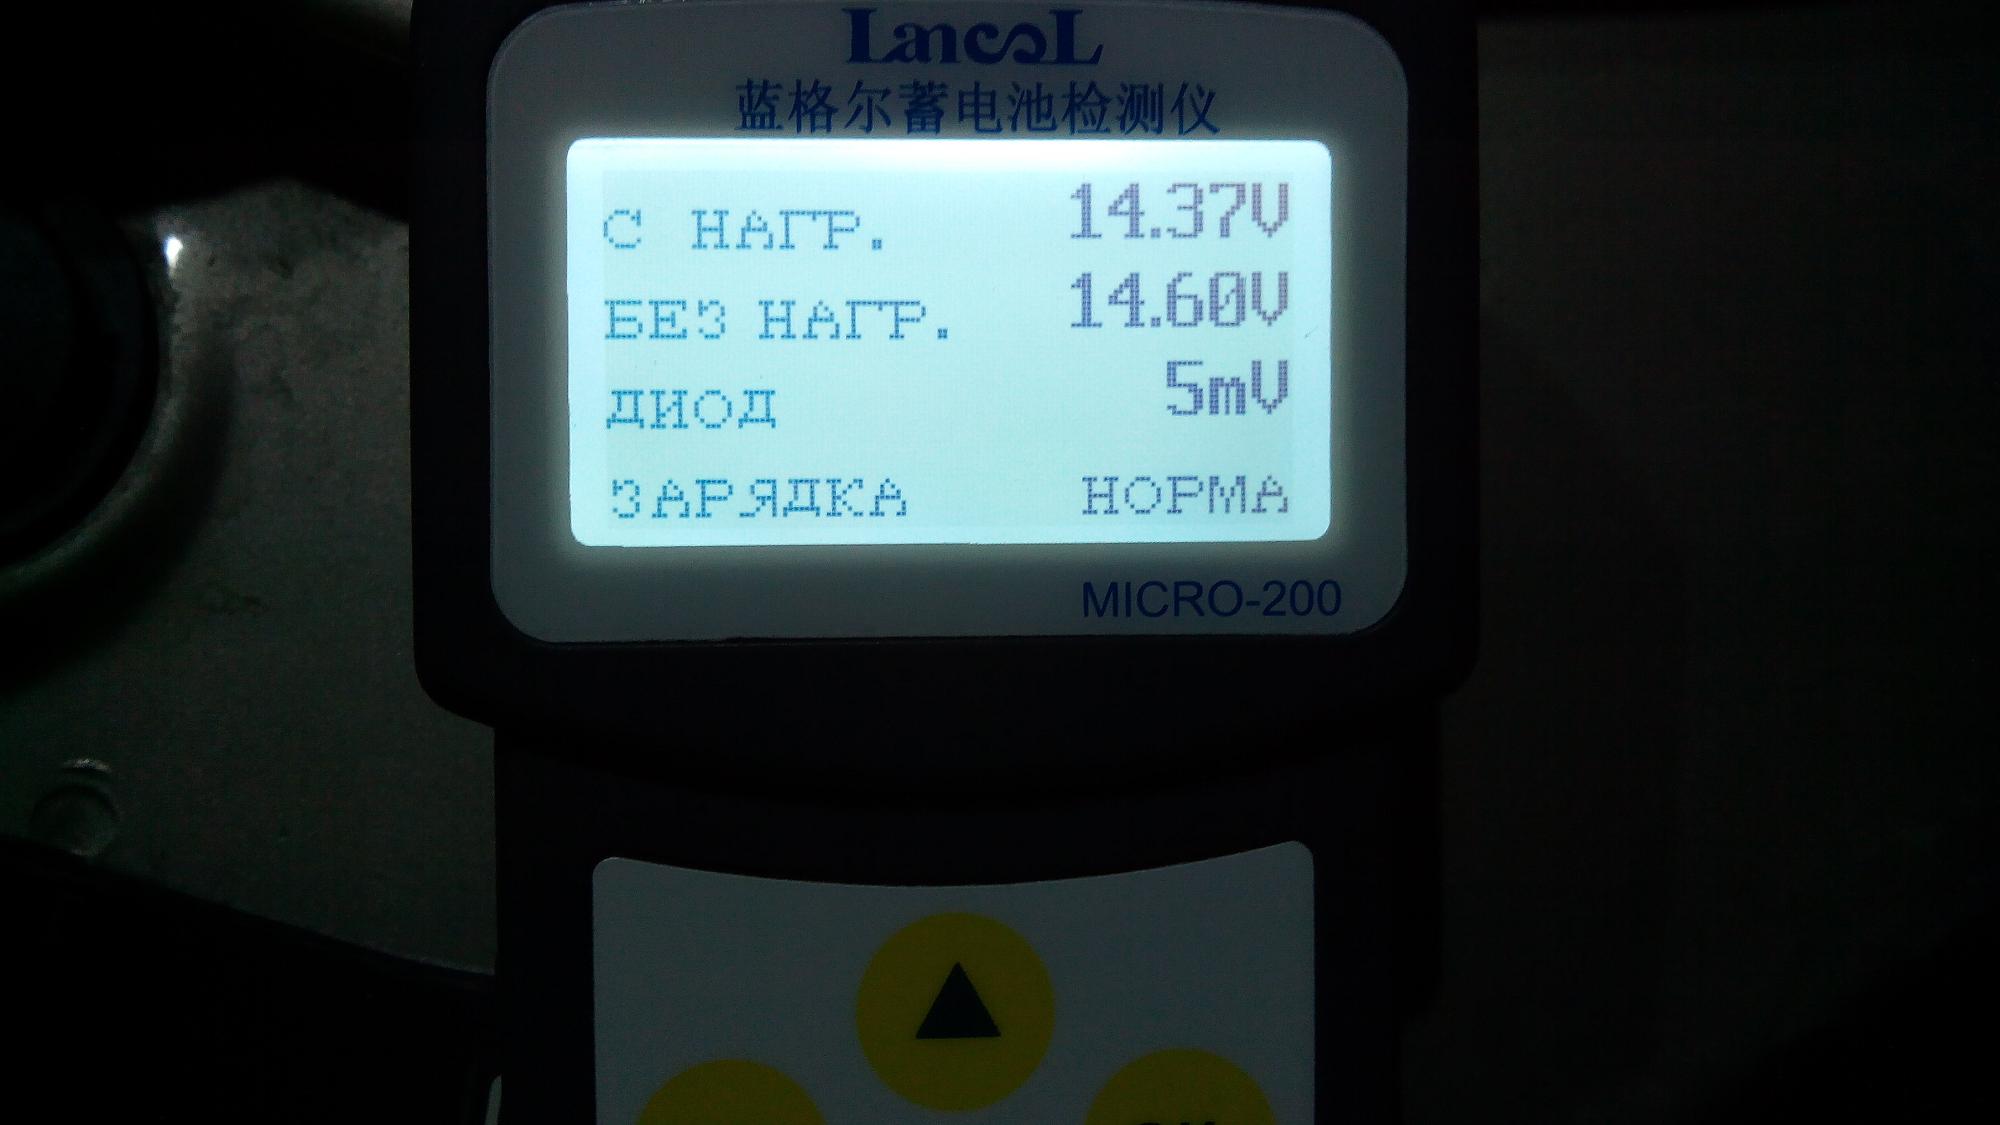 LancoL
蓝格尔蓄电池检测仪
С НАГР. 14.37V
БЕЗ НАГР. 14.60V
ДИОД 5mV
ЗАРЯДКА НОРМА
MICRO-200